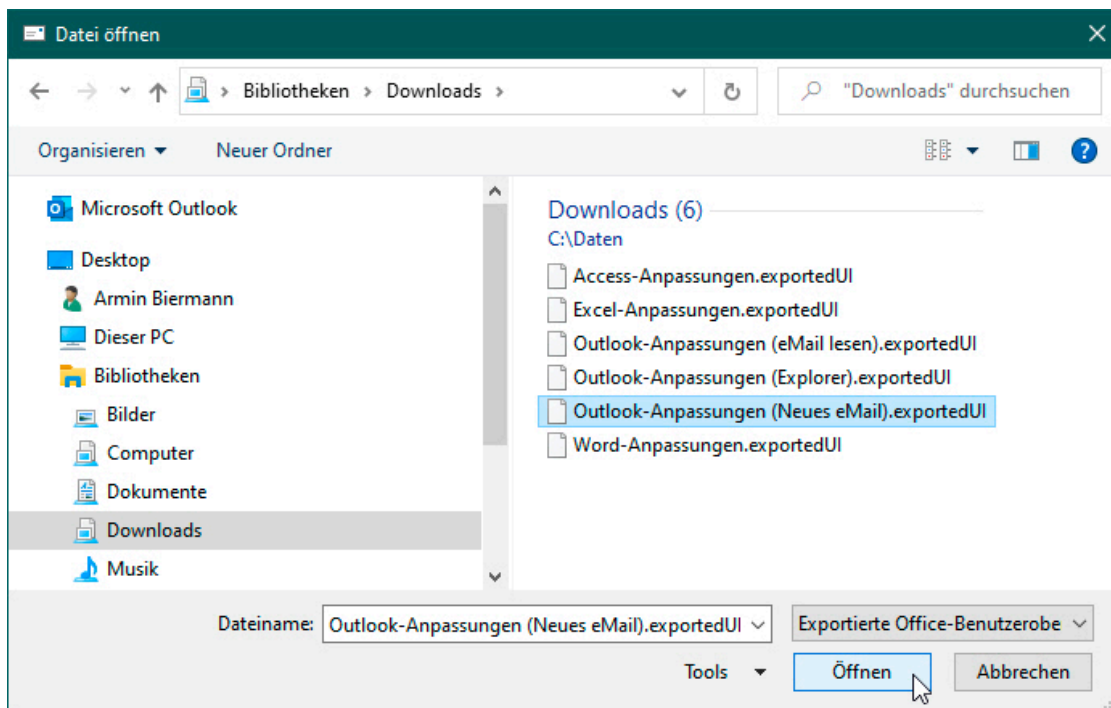 Datei öffnen
Bibliotheken > Downloads >
"Downloads" durchsuchen
Organisieren
Neuer Ordner
Microsoft Outlook
Desktop
Armin Biermann
Dieser PC
Bibliotheken
Bilder
Computer
Dokumente
Downloads
Musik
Downloads (6)
C:\Daten
Access-Anpassungen.exportedUI
Excel-Anpassungen.exportedUI
Outlook-Anpassungen (eMail lesen).exportedUI
Outlook-Anpassungen (Explorer).exportedUI
Outlook-Anpassungen (Neues eMail).exportedUI
Word-Anpassungen.exportedUI
Dateiname: Outlook-Anpassungen (Neues eMail).exportedUI
Exportierte Office-Benutzerobe
Tools
Öffnen
Abbrechen